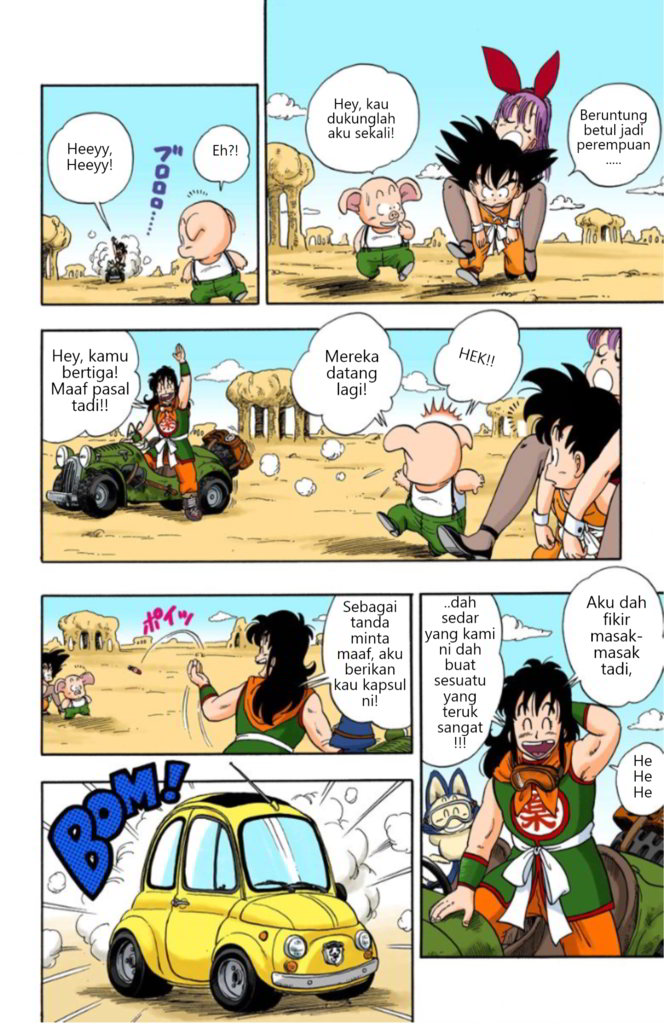 Beruntung
betul jadi
perempuan
.....
Hey, kau
dukunglah
aku sekali!
Eh?!
ブロロロ……
Heeyy,
Heeyy!
HEK!!
Mereka
datang
lagi!
Hey, kamu
bertiga!
Maaf pasal
tadi!!
Aku dah
fikir
masak-
masak
tadi,
..dah
sedar
yang kami
ni dah
buat
sesuatu
yang
teruk
sangat
!!!
He
He
He
Sebagai
tanda
minta
maaf, aku
berikan
kau kapsul
ni!
ポイッ
BOM!